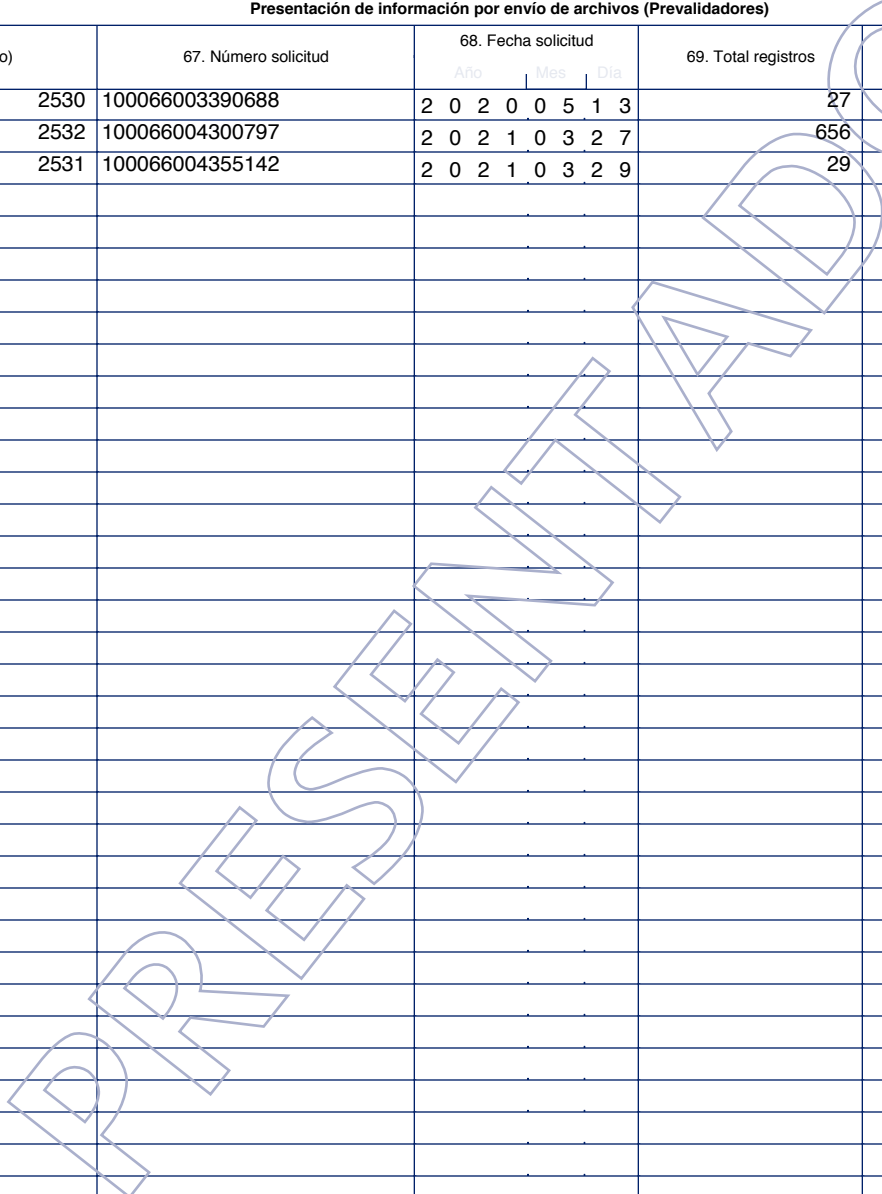 Presentación de información por envío de archivos (Prevalidadores)
o) 67. Número solicitud 68. Fecha solicitud 69. Total registros
Año Mes Día
2530 100066003390688 2 0 2 0 0 5 1 3 27
2532 100066004300797 2 0 2 1 0 3 2 7 656
2531 100066004355142 2 0 2 1 0 3 2 9 29
PRESENTADO